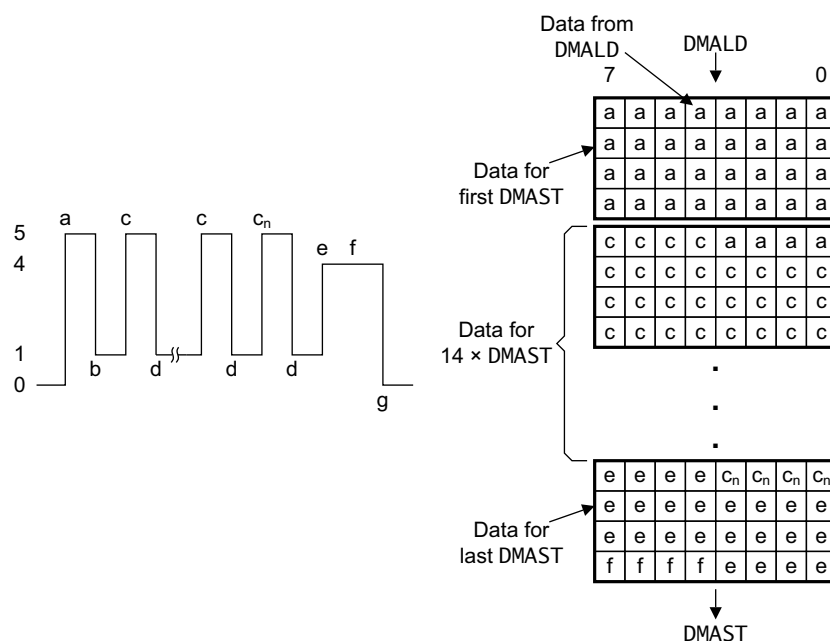 Data from
DMALD
DMALD
7 0
a a a a a a a a
a a a a a a a a
a a a a a a a a
a a a a a a a a
Data for
first DMAST
c c c c a a a a
c c c c c c c c
c c c c c c c c
c c c c c c c c
Data for
14 × DMAST
.
.
.
e e e e cn cn cn cn
e e e e e e e e
e e e e e e e e
f f f f e e e e
Data for
last DMAST
DMAST
a c c cn
5
e f
4
1
b d d d
0
g